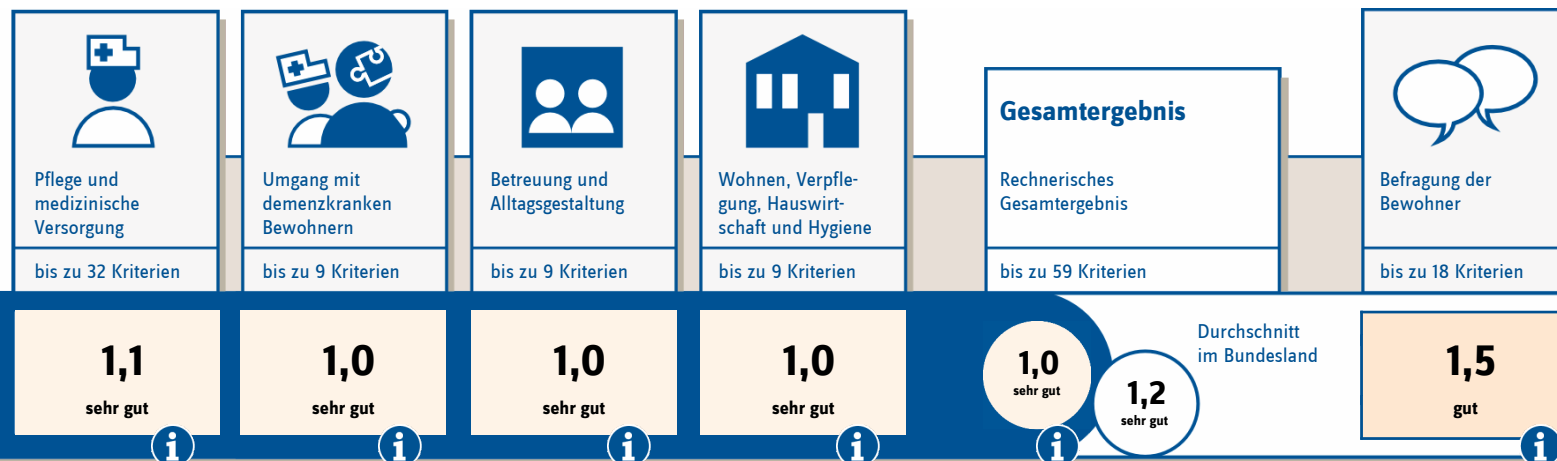 Pflege und
medizinische
Versorgung
bis zu 32 Kriterien
1,1
sehr gut
i
Umgang mit
demenzkranken
Bewohnern
bis zu 9 Kriterien
1,0
sehr gut
i
Betreuung und
Alltagsgestaltung
bis zu 9 Kriterien
1,0
sehr gut
i
Wohnen, Verpfle-
gung, Hauswirt-
schaft und Hygiene
bis zu 9 Kriterien
1,0
sehr gut
i
Gesamtergebnis
Rechnerisches
Gesamtergebnis
bis zu 59 Kriterien
1,0
sehr gut
i
Durchschnitt
im Bundesland
1,2
sehr gut
Befragung der
Bewohner
bis zu 18 Kriterien
1,5
gut
i